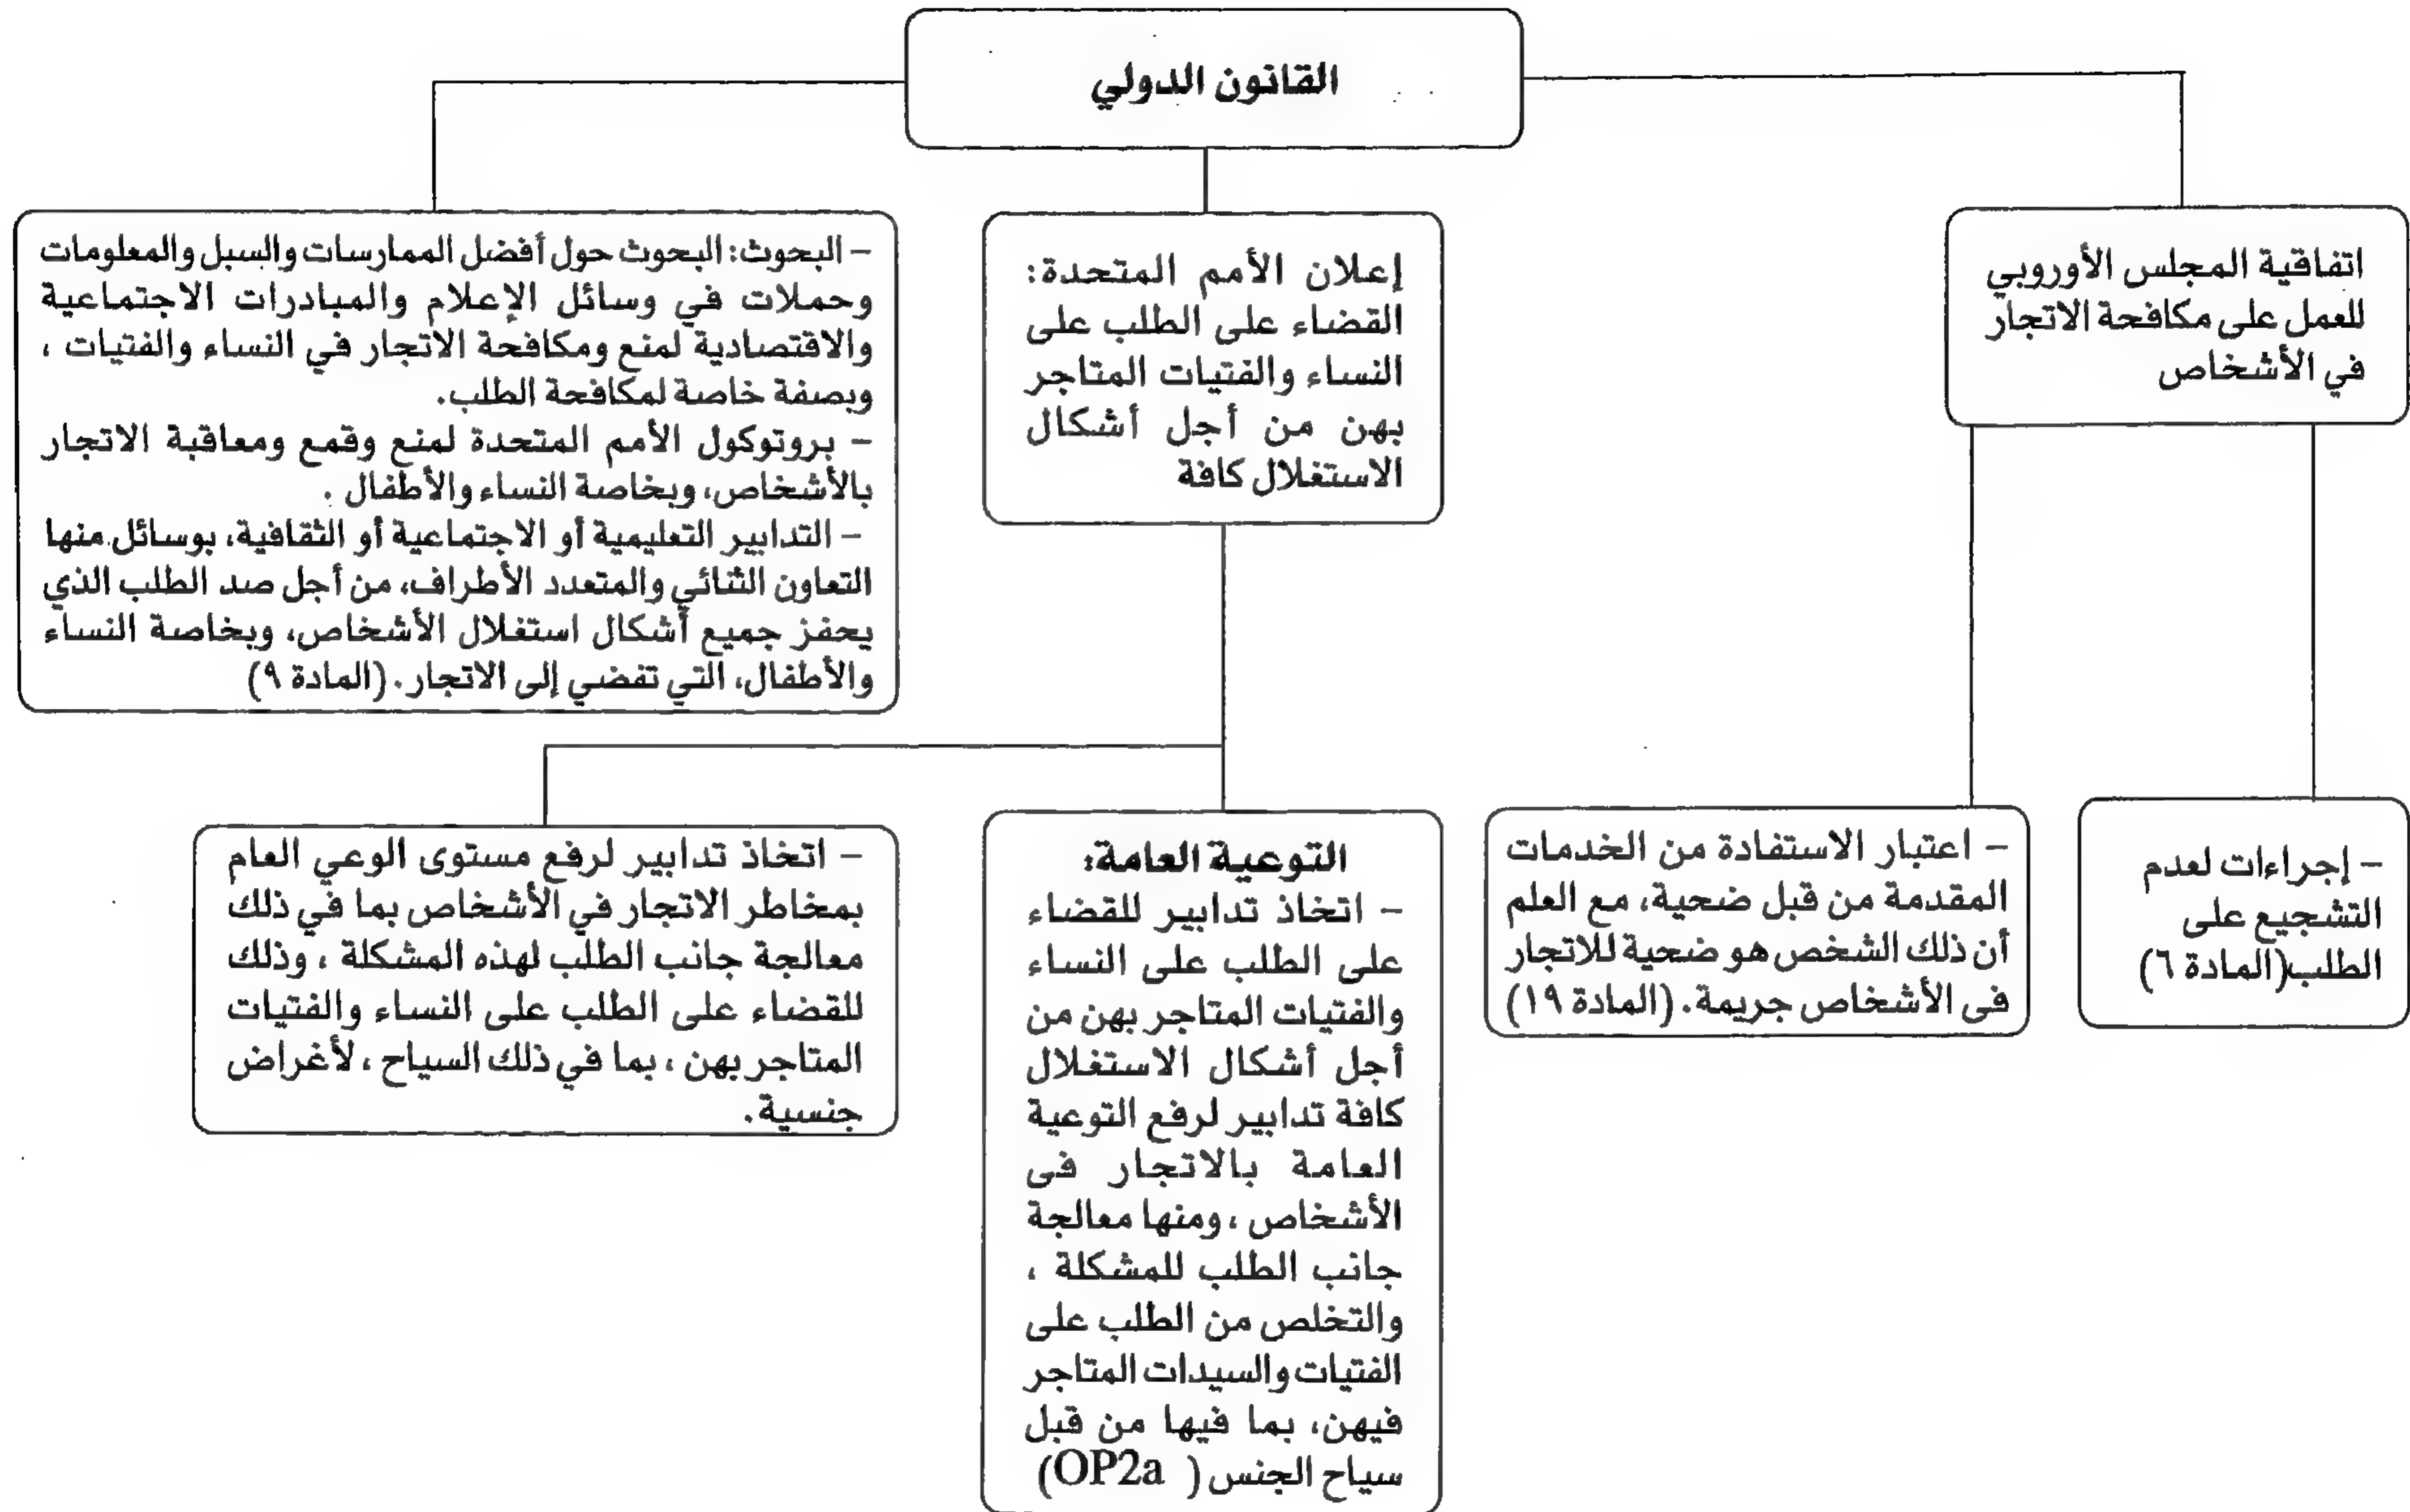 القانون الدولي
اتفاقية المجلس الأوروبي
للعمل على مكافحة الاتجار
في الأشخاص
إعلان الأمم المتحدة:
القضاء على الطلب على
النساء والفتيات المتاجر
بهن من أجل أشكال
الاستغلال كافة
– البحوث: البحوث حول أفضل الممارسات والسبل والمعلومات
وحملات في وسائل الإعلام والمبادرات الاجتماعية
والاقتصادية لمنع ومكافحة الاتجار في النساء والفتيات ،
وبصفة خاصة لمكافحة الطلب.
– بروتوكول الأمم المتحدة لمنع وقمع ومعاقبة الاتجار
بالأشخاص، وبخاصة النساء والأطفال .
– التدابير التعليمية أو الاجتماعية أو الثقافية، بوسائل منها
التعاون الثنائي والمتعدد الأطراف، من أجل صد الطلب الذي
يحفز جميع أشكال استغلال الأشخاص، وبخاصة النساء
والأطفال، التي تفضي إلى الاتجار. (المادة ٩)
– إجراءات لعدم
التشجيع على
الطلب(المادة ٦)
– اعتبار الاستفادة من الخدمات
المقدمة من قبل ضحية، مع العلم
أن ذلك الشخص هو ضحية للاتجار
فى الأشخاص جريمة. (المادة ١٩)
التوعية العامة:
– اتخاذ تدابير للقضاء
على الطلب على النساء
والفتيات المتاجر بهن من
أجل أشكال الاستغلال
كافة تدابير لرفع التوعية
العامة بالاتجار فى
الأشخاص ، ومنها معالجة
جانب الطلب للمشكلة ،
والتخلص من الطلب على
الفتيات والسيدات المتاجر
فيهن، بما فيها من قبل
سياح الجنس ( OP2a)
– اتخاذ تدابير لرفع مستوى الوعي العام
بمخاطر الاتجار في الأشخاص بما في ذلك
معالجة جانب الطلب لهذه المشكلة ، وذلك
للقضاء على الطلب على النساء والفتيات
المتاجر بهن ، بما في ذلك السياح ، لأغراض
جنسية.